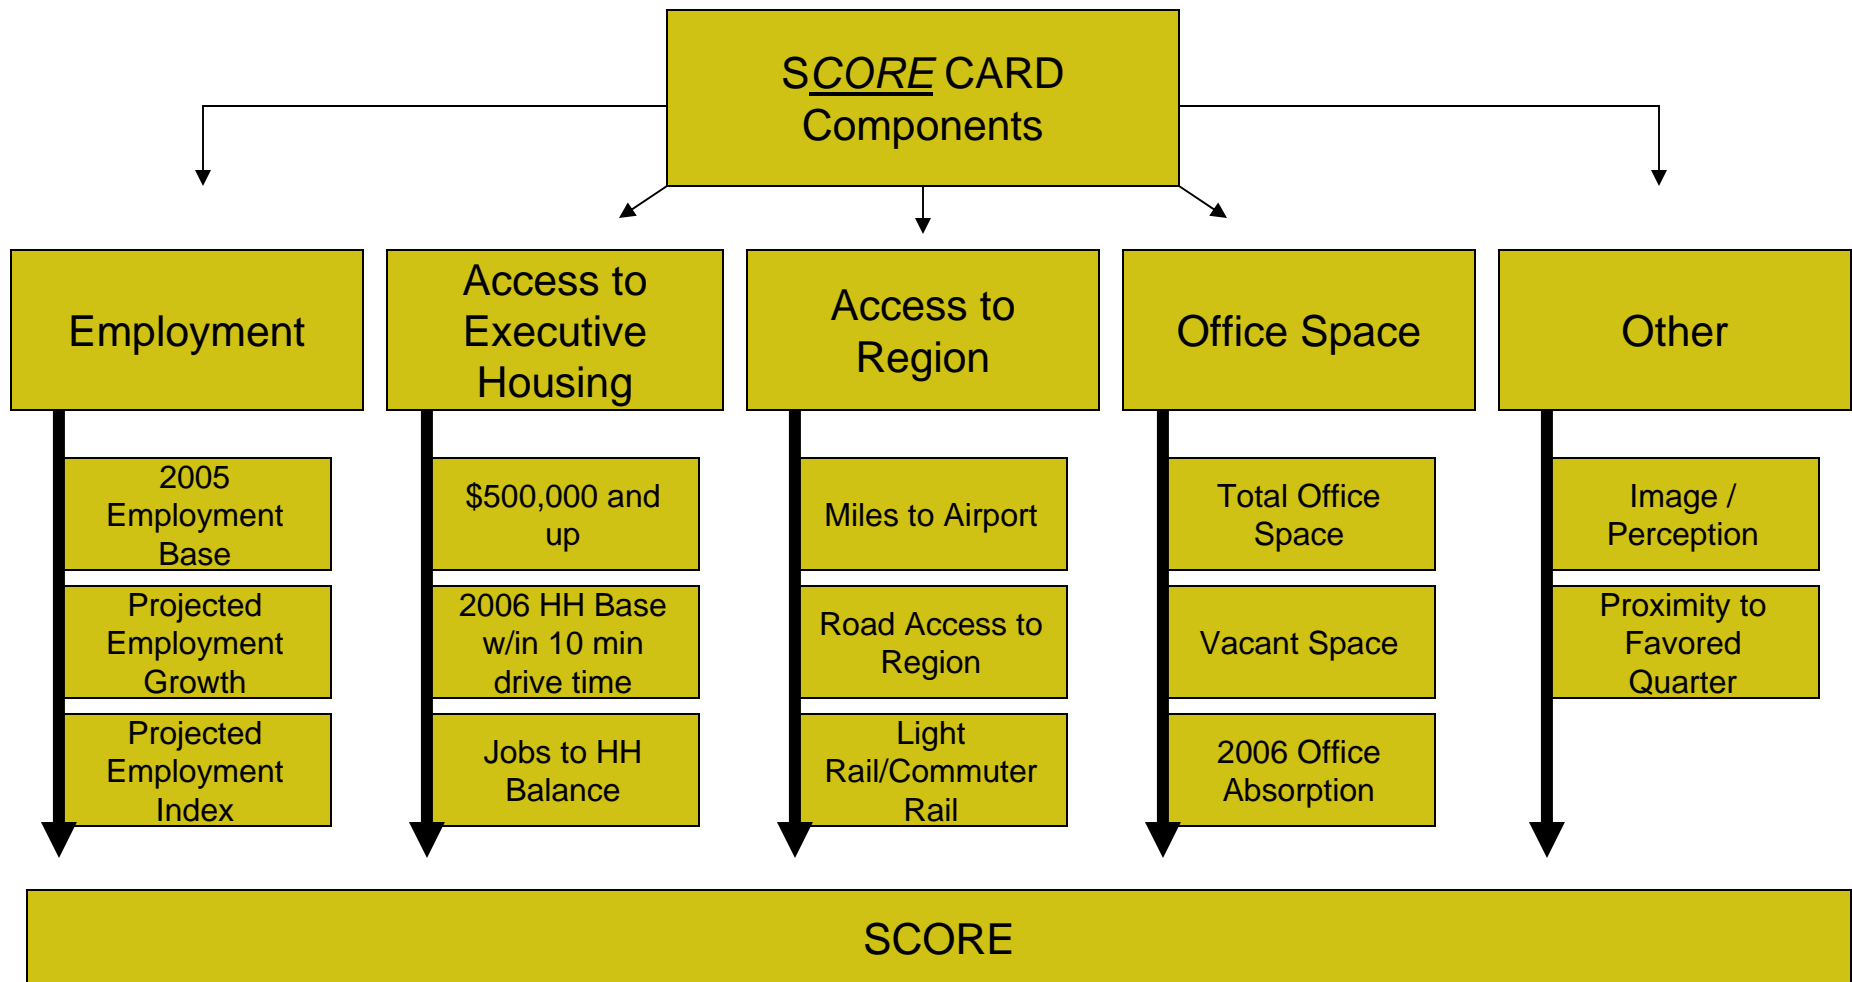 SCORE CARD
Components
Employment
Access to
Executive
Housing
Access to
Region
Office Space
Other
2005
Employment
Base
Projected
Employment
Growth
Projected
Employment
Index
$500,000 and
up
2006 HH Base
w/in 10 min
drive time
Jobs to HH
Balance
Miles to Airport
Road Access to
Region
Light
Rail/Commuter
Rail
Total Office
Space
Vacant Space
2006 Office
Absorption
Image /
Perception
Proximity to
Favored
Quarter
SCORE